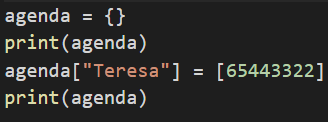 agenda = {}
print(agenda)
agenda["Teresa"] = [65443322]
print(agenda)